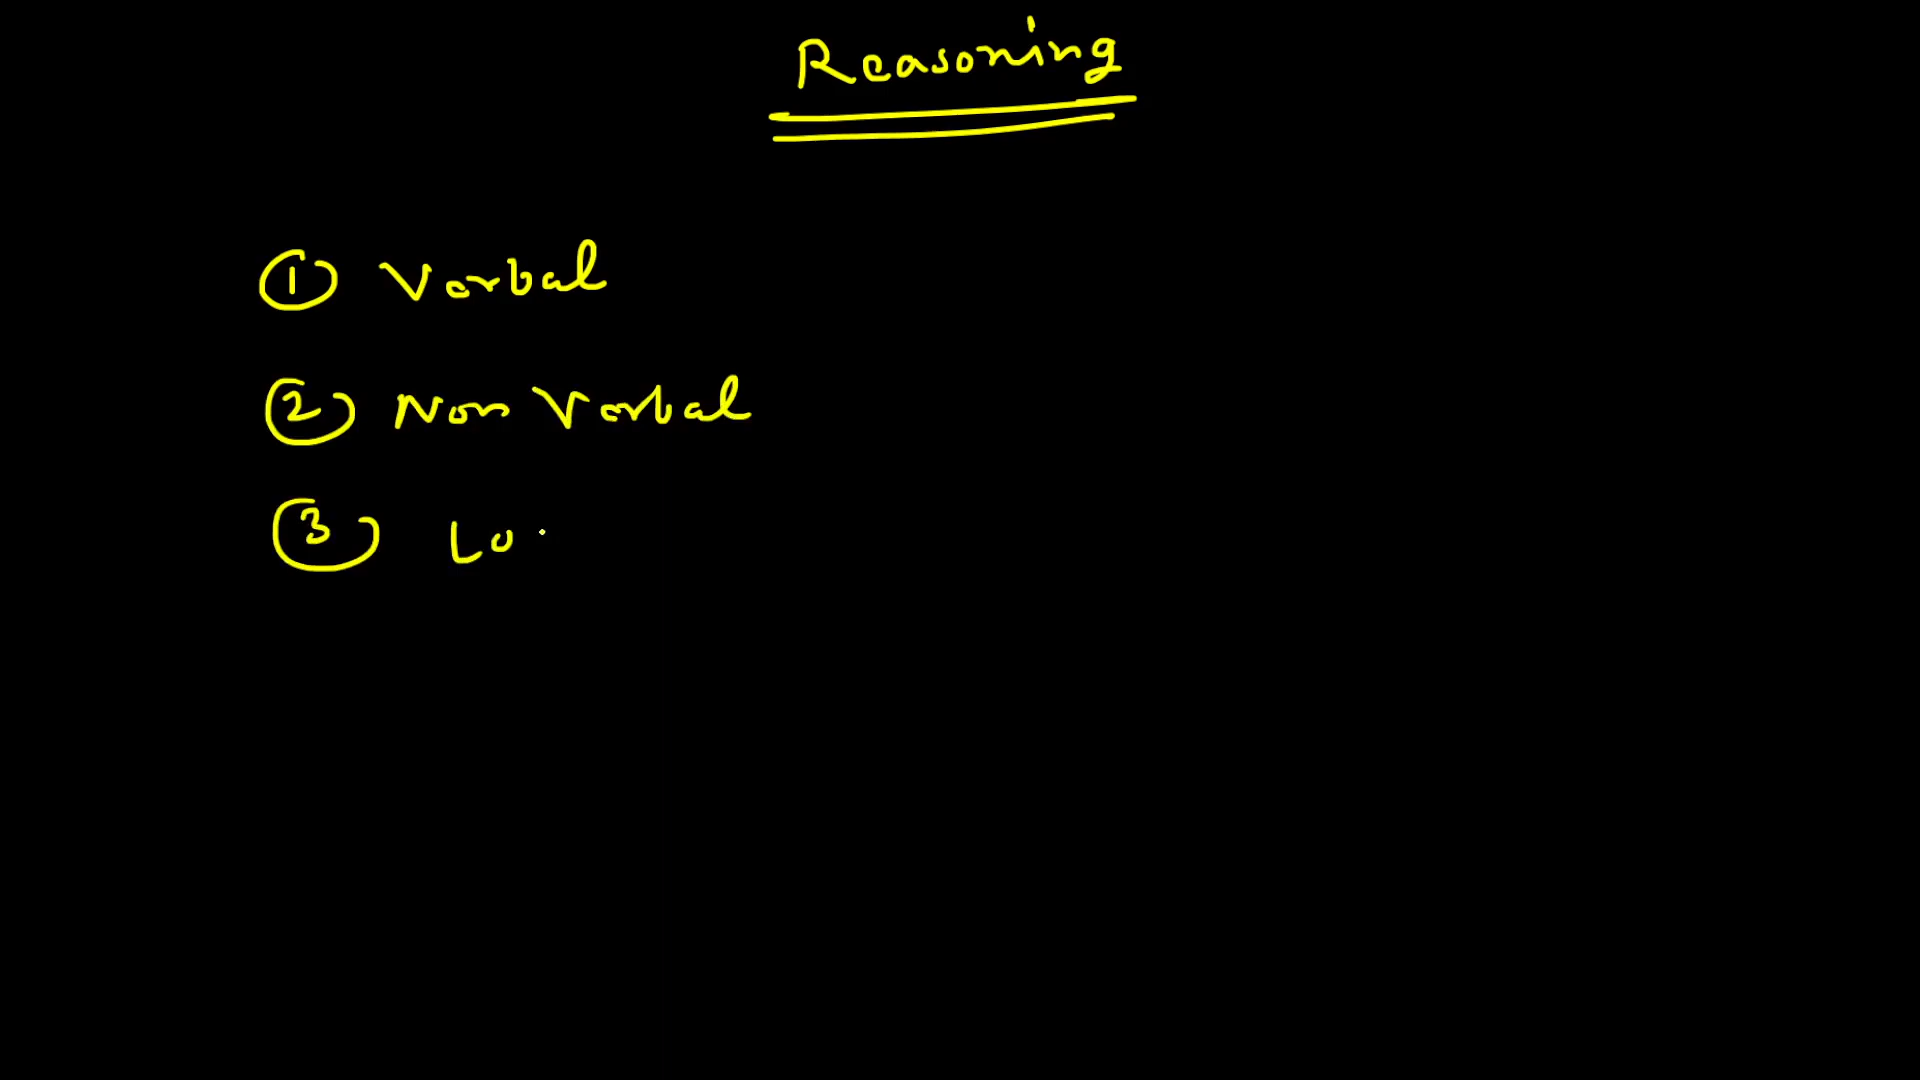 Reasoning
① Verbal
② Non Verbal
③ Lo